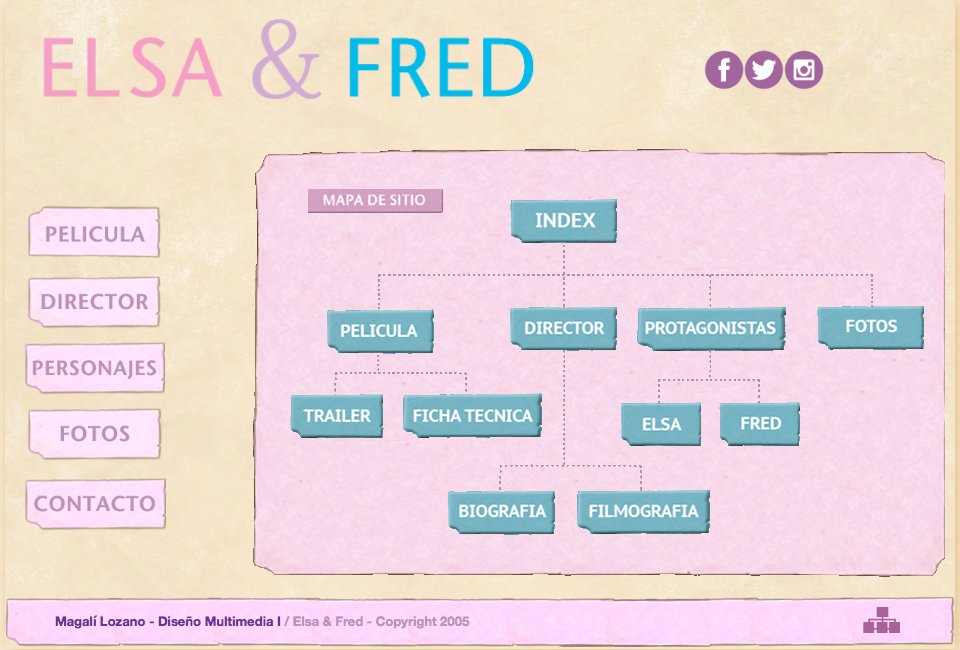 ELSA & FRED
PELICULA
DIRECTOR
PERSONAJES
FOTOS
CONTACTO
MAPA DE SITIO
INDEX
PELICULA
DIRECTOR
PROTAGONISTAS
FOTOS
TRAILER
FICHA TECNICA
ELSA
FRED
BIOGRAFIA
FILMOGRAFIA
Magalí Lozano - Diseño Multimedia I / Elsa & Fred - Copyright 2005